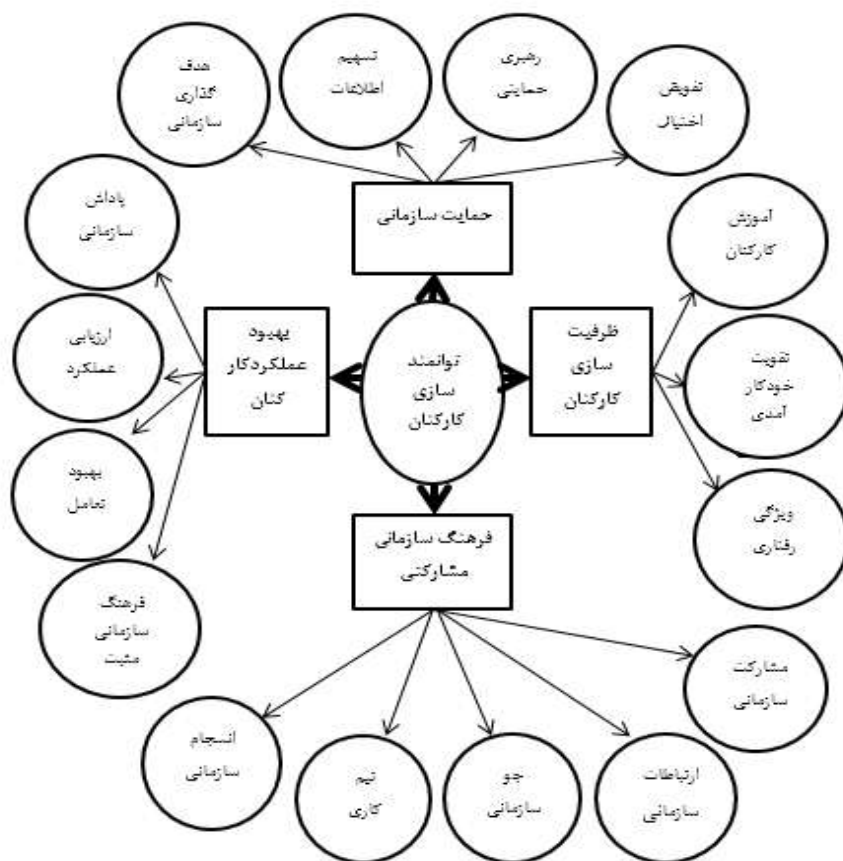 هدف
گذاری
سازمانی
تسهیم
اطلاعات
رهبری
حمایتی
تفویض
اختیار
حمایت سازمانی
پاداش
سازمانی
آموزش
کارکنان
ارزیابی
عملکرد
بهبود
عملکردکار
کنان
توانمند
سازی
کارکنان
ظرفیت
سازی
کارکنان
تقویت
خودکار
آمدی
بهبود
تعامل
ویژگی
رفتاری
فرهنگ سازمانی
مشارکتی
فرهنگ
سازمانی
مثبت
مشارکت
سازمانی
انسجام
سازمانی
تیم
کاری
جو
سازمانی
ارتباطات
سازمانی